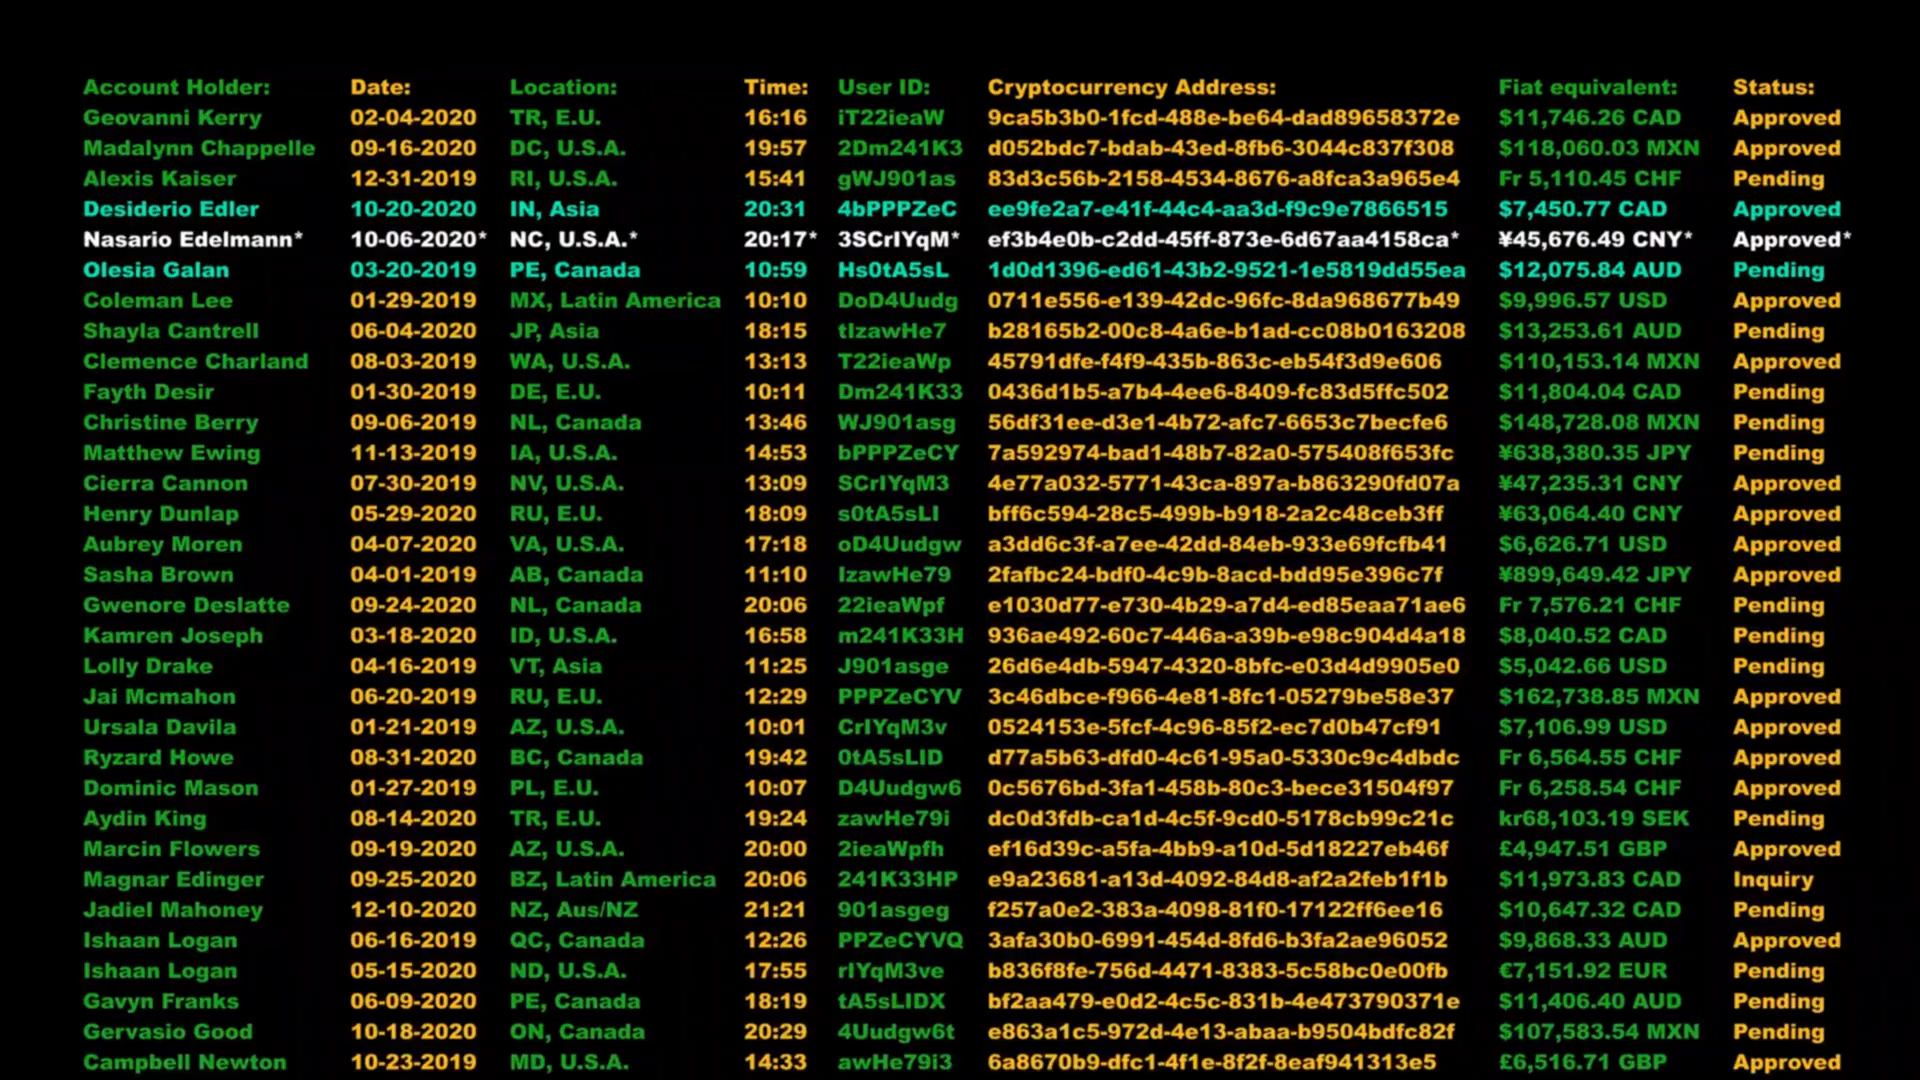 Account Holder: Date: Location: Time: User ID: Cryptocurrency Address: Fiat equivalent: Status:
Geovanni Kerry 02-04-2020 TR, E.U. 16:16 iT22ieaW 9ca5b3b0-1fcd-488e-be64-dad89658372e $11,746.26 CAD Approved
Madalynn Chappelle 09-16-2020 DC, U.S.A. 19:57 2Dm241K3 d052bdc7-bdab-43ed-8fb6-3044c837f308 $118,060.03 MXN Approved
Alexis Kaiser 12-31-2019 RI, U.S.A. 15:41 gWJ901as 83d3c56b-2158-4534-8676-a8fca3a965e4 Fr 5,110.45 CHF Pending
Desiderio Edler 10-20-2020 IN, Asia 20:31 4bPPPZeC ee9fe2a7-e41f-44c4-aa3d-f9c9e7866515 $7,450.77 CAD Approved
Nasario Edelmann* 10-06-2020* NC, U.S.A.* 20:17* 3SCrIYqM* ef3b4e0b-c2dd-45ff-873e-6d67aa4158ca* ¥45,676.49 CNY* Approved*
Olesia Galan 03-20-2019 PE, Canada 10:59 Hs0tA5sL 1d0d1396-ed61-43b2-9521-1e5819dd55ea $12,075.84 AUD Pending
Coleman Lee 01-29-2019 MX, Latin America 10:10 DoD4Uudg 0711e556-e139-42dc-96fc-8da968677b49 $9,996.57 USD Approved
Shayla Cantrell 06-04-2020 JP, Asia 18:15 tIzawHe7 b28165b2-00c8-4a6e-b1ad-cc08b0163208 $13,253.61 AUD Pending
Clemence Charland 08-03-2019 WA, U.S.A. 13:13 T22ieaWp 45791dfe-f4f9-435b-863c-eb54f3d9e606 $110,153.14 MXN Approved
Fayth Desir 01-30-2019 DE, E.U. 10:11 Dm241K33 0436d1b5-a7b4-4ee6-8409-fc83d5ffc502 $11,804.04 CAD Pending
Christine Berry 09-06-2019 NL, Canada 13:46 WJ901asg 56df31ee-d3e1-4b72-afc7-6653c7becfe6 $148,728.08 MXN Pending
Matthew Ewing 11-13-2019 IA, U.S.A. 14:53 bPPPZeCY 7a592974-bad1-48b7-82a0-575408f653fc ¥638,380.35 JPY Pending
Cierra Cannon 07-30-2019 NV, U.S.A. 13:09 SCrIYqM3 4e77a032-5771-43ca-897a-b863290fd07a ¥47,235.31 CNY Approved
Henry Dunlap 05-29-2020 RU, E.U. 18:09 s0tA5sLI bff6c594-28c5-499b-b918-2a2c48ceb3ff ¥63,064.40 CNY Approved
Aubrey Moren 04-07-2020 VA, U.S.A. 17:18 oD4Uudgw a3dd6c3f-a7ee-42dd-84eb-933e69fcfb41 $6,626.71 USD Approved
Sasha Brown 04-01-2019 AB, Canada 11:10 IzawHe79 2fafbc24-bdf0-4c9b-8acd-bdd95e396c7f ¥899,649.42 JPY Approved
Gwenore Deslatte 09-24-2020 NL, Canada 20:06 22ieaWpf e1030d77-e730-4b29-a7d4-ed85eaa71ae6 Fr 7,576.21 CHF Pending
Kamren Joseph 03-18-2020 ID, U.S.A. 16:58 m241K33H 936ae492-60c7-446a-a39b-e98c904d4a18 $8,040.52 CAD Pending
Lolly Drake 04-16-2019 VT, Asia 11:25 J901asge 26d6e4db-5947-4320-8bfc-e03d4d9905e0 $5,042.66 USD Pending
Jai Mcmahon 06-20-2019 RU, E.U. 12:29 PPPZeCYV 3c46dbce-f966-4e81-8fc1-05279be58e37 $162,738.85 MXN Approved
Ursala Davila 01-21-2019 AZ, U.S.A. 10:01 CrIYqM3v 0524153e-5fcf-4c96-85f2-ec7d0b47cf91 $7,106.99 USD Approved
Ryzard Howe 08-31-2020 BC, Canada 19:42 0tA5sLID d77a5b63-dfd0-4c61-95a0-5330c9c4dbdc Fr 6,564.55 CHF Approved
Dominic Mason 01-27-2019 PL, E.U. 10:07 D4Uudgw6 0c5676bd-3fa1-458b-80c3-bece31504f97 Fr 6,258.54 CHF Approved
Aydin King 08-14-2020 TR, E.U. 19:24 zawHe79i dc0d3fdb-ca1d-4c5f-9cd0-5178cb99c21c kr68,103.19 SEK Pending
Marcin Flowers 09-19-2020 AZ, U.S.A. 20:00 2ieaWpfh ef16d39c-a5fa-4bb9-a10d-5d18227eb46f £4,947.51 GBP Approved
Magnar Edinger 09-25-2020 BZ, Latin America 20:06 241K33HP e9a23681-a13d-4092-84d8-af2a2feb1f1b $11,973.83 CAD Inquiry
Jadiel Mahoney 12-10-2020 NZ, Aus/NZ 21:21 901asgeg f257a0e2-383a-4098-81f0-17122ff6ee16 $10,647.32 CAD Pending
Ishaan Logan 06-16-2019 QC, Canada 12:26 PPZeCYVQ 3afa30b0-6991-454d-8fd6-b3fa2ae96052 $9,868.33 AUD Approved
Ishaan Logan 05-15-2020 ND, U.S.A. 17:55 rIYqM3ve b836f8fe-756d-4471-8383-5c58bc0e00fb €7,151.92 EUR Pending
Gavyn Franks 06-09-2020 PE, Canada 18:19 tA5sLIDX bf2aa479-e0d2-4c5c-831b-4e473790371e $11,406.40 AUD Pending
Gervasio Good 10-18-2020 ON, Canada 20:29 4Uudgw6t e863a1c5-972d-4e13-abaa-b9504bdfc82f $107,583.54 MXN Pending
Campbell Newton 10-23-2019 MD, U.S.A. 14:33 awHe79i3 6a8670b9-dfc1-4f1e-8f2f-8eaf941313e5 £6,516.71 GBP Approved